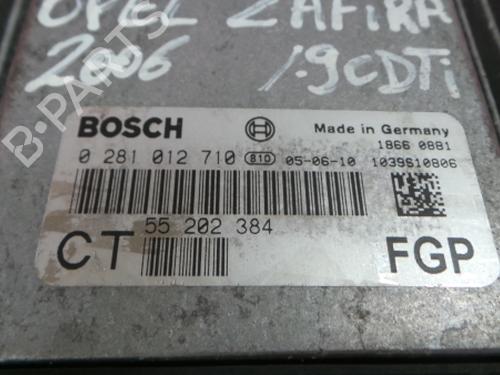 OPEL ZAFIRA
2006 1.9CDTi
B-PARTS
BOSCH Made in Germany
1866 0881
0 281 012 710 810 05-06-10 1039S10806
55 202 384
CT FGP